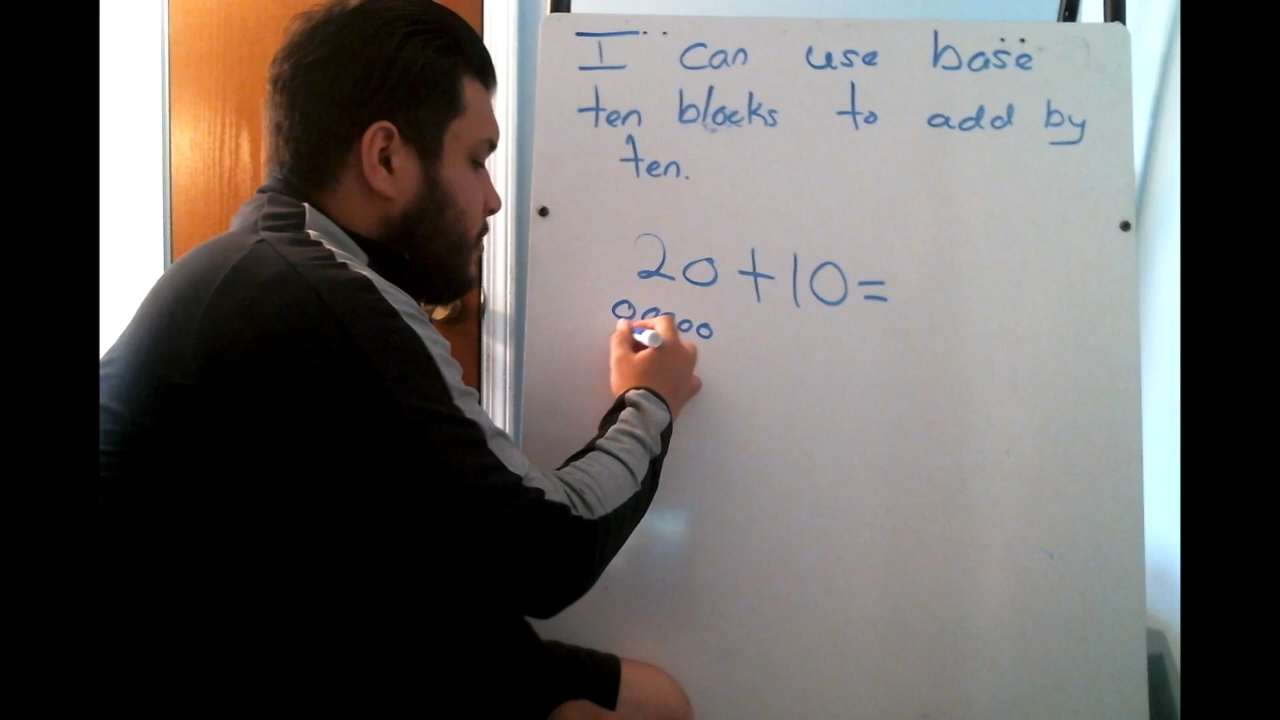 I can use base
ten blocks to add by
ten.
20+10=